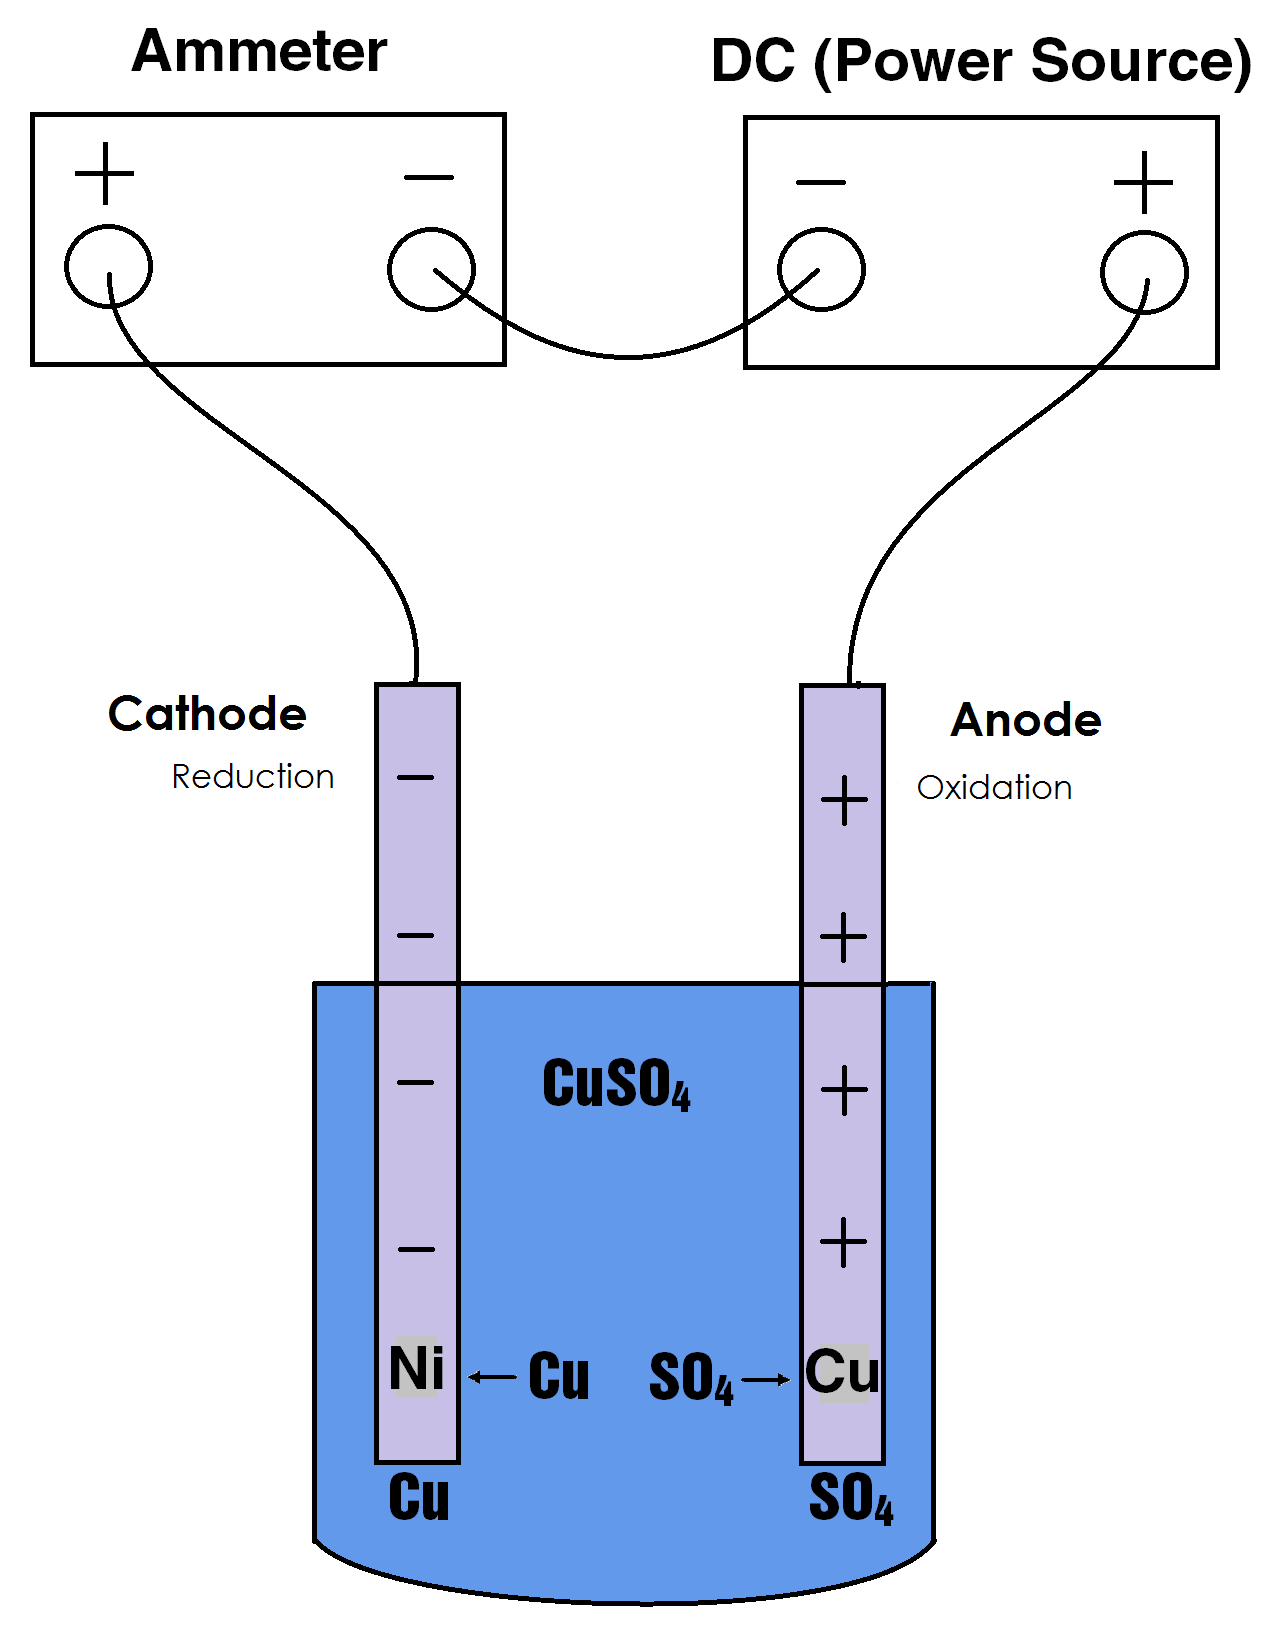 Ammeter
DC (Power Source)
+ −
− +
Cathode
Reduction
Anode
Oxidation
−
+
−
+
CuSO₄
−
+
−
+
Ni ← Cu
SO₄ → Cu
Cu
SO₄